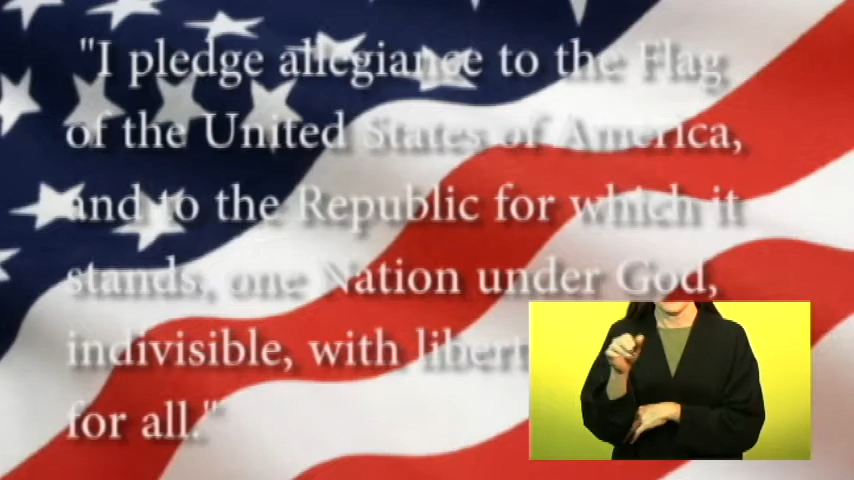 "I pledge allegiance to the Flag
of the United States of America,
and to the Republic for which it
stands, one Nation under God,
indivisible, with libert
for all."